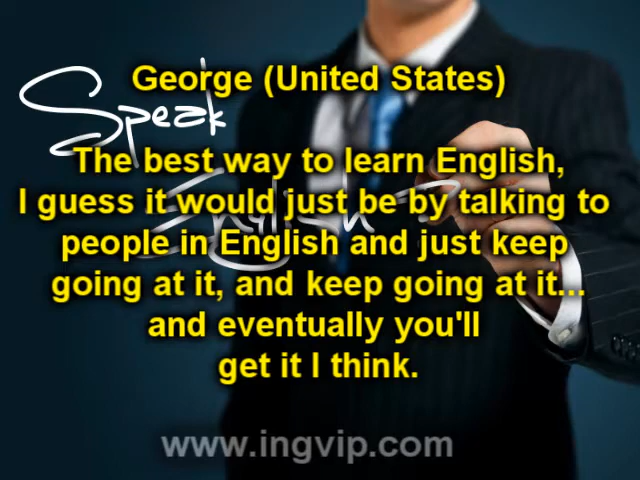 George (United States)
Speak
The best way to learn English,
I guess it would just be by talking to
English?
people in English and just keep
going at it, and keep going at it...
and eventually you'll
get it I think.
www.ingvip.com